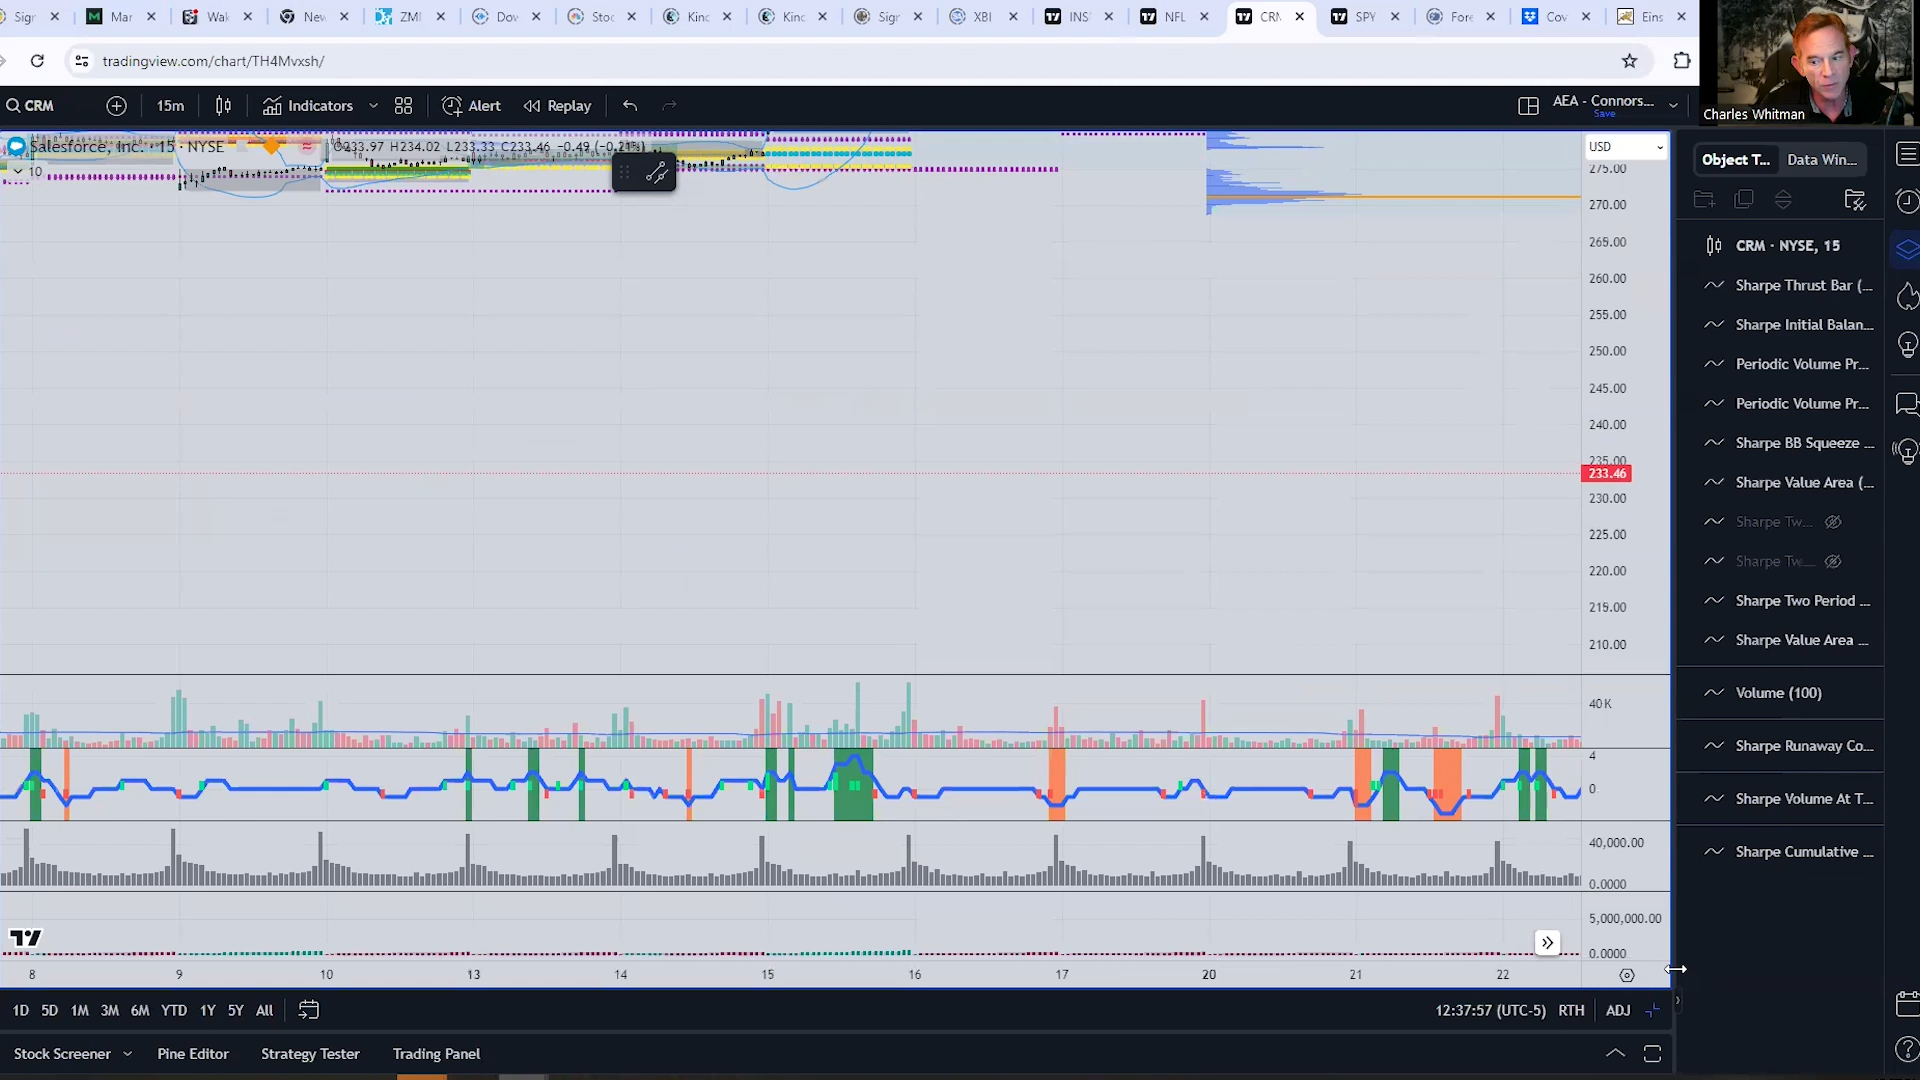 Sigr
Mar
Wak
Nev
ZMI
Dov
Stoc
Kinc
Kinc
Sigr
XBI
INS
NFL
CRM
SPY
Fore
Cov
Eins
tradingview.com/chart/TH4Mvxsh/
CRM
15m
Indicators
Alert
Replay
AEA - Connors...
Save
Charles Whitman
Salesforce, Inc. · 15 · NYSE
O233.97 H234.02 L233.33 C233.46 −0.49 (−0.21%)
10
USD
275.00
270.00
265.00
260.00
255.00
250.00
245.00
240.00
235.00
233.46
230.00
225.00
220.00
215.00
210.00
40 K
4
0
40,000.00
0.0000
5,000,000.00
0.0000
8 9 10 13 14 15 16 17 20 21 22
Object T...
Data Win...
CRM · NYSE, 15
Sharpe Thrust Bar (...
Sharpe Initial Balan...
Periodic Volume Pr...
Periodic Volume Pr...
Sharpe BB Squeeze ...
Sharpe Value Area (...
Sharpe Tw...
Sharpe Tw...
Sharpe Two Period ...
Sharpe Value Area ...
Volume (100)
Sharpe Runaway Co...
Sharpe Volume At T...
Sharpe Cumulative ...
1D 5D 1M 3M 6M YTD 1Y 5Y All
12:37:57 (UTC-5) RTH ADJ
Stock Screener
Pine Editor
Strategy Tester
Trading Panel